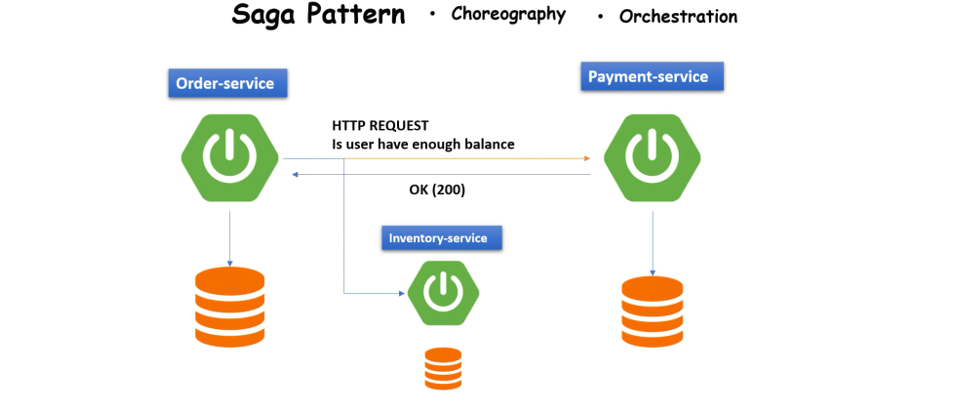 Saga Pattern • Choreography • Orchestration
Order-service
Payment-service
HTTP REQUEST
Is user have enough balance
OK (200)
Inventory-service